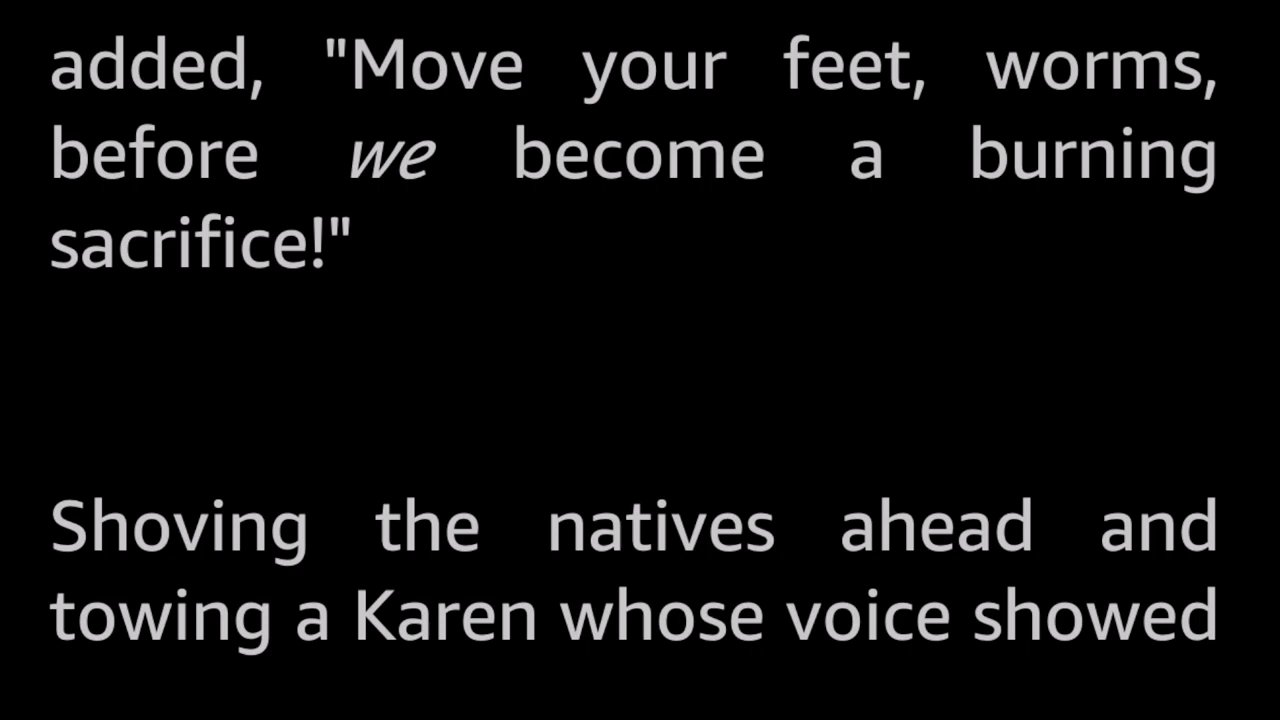 added, "Move your feet, worms,
before we become a burning
sacrifice!"
Shoving the natives ahead and
towing a Karen whose voice showed